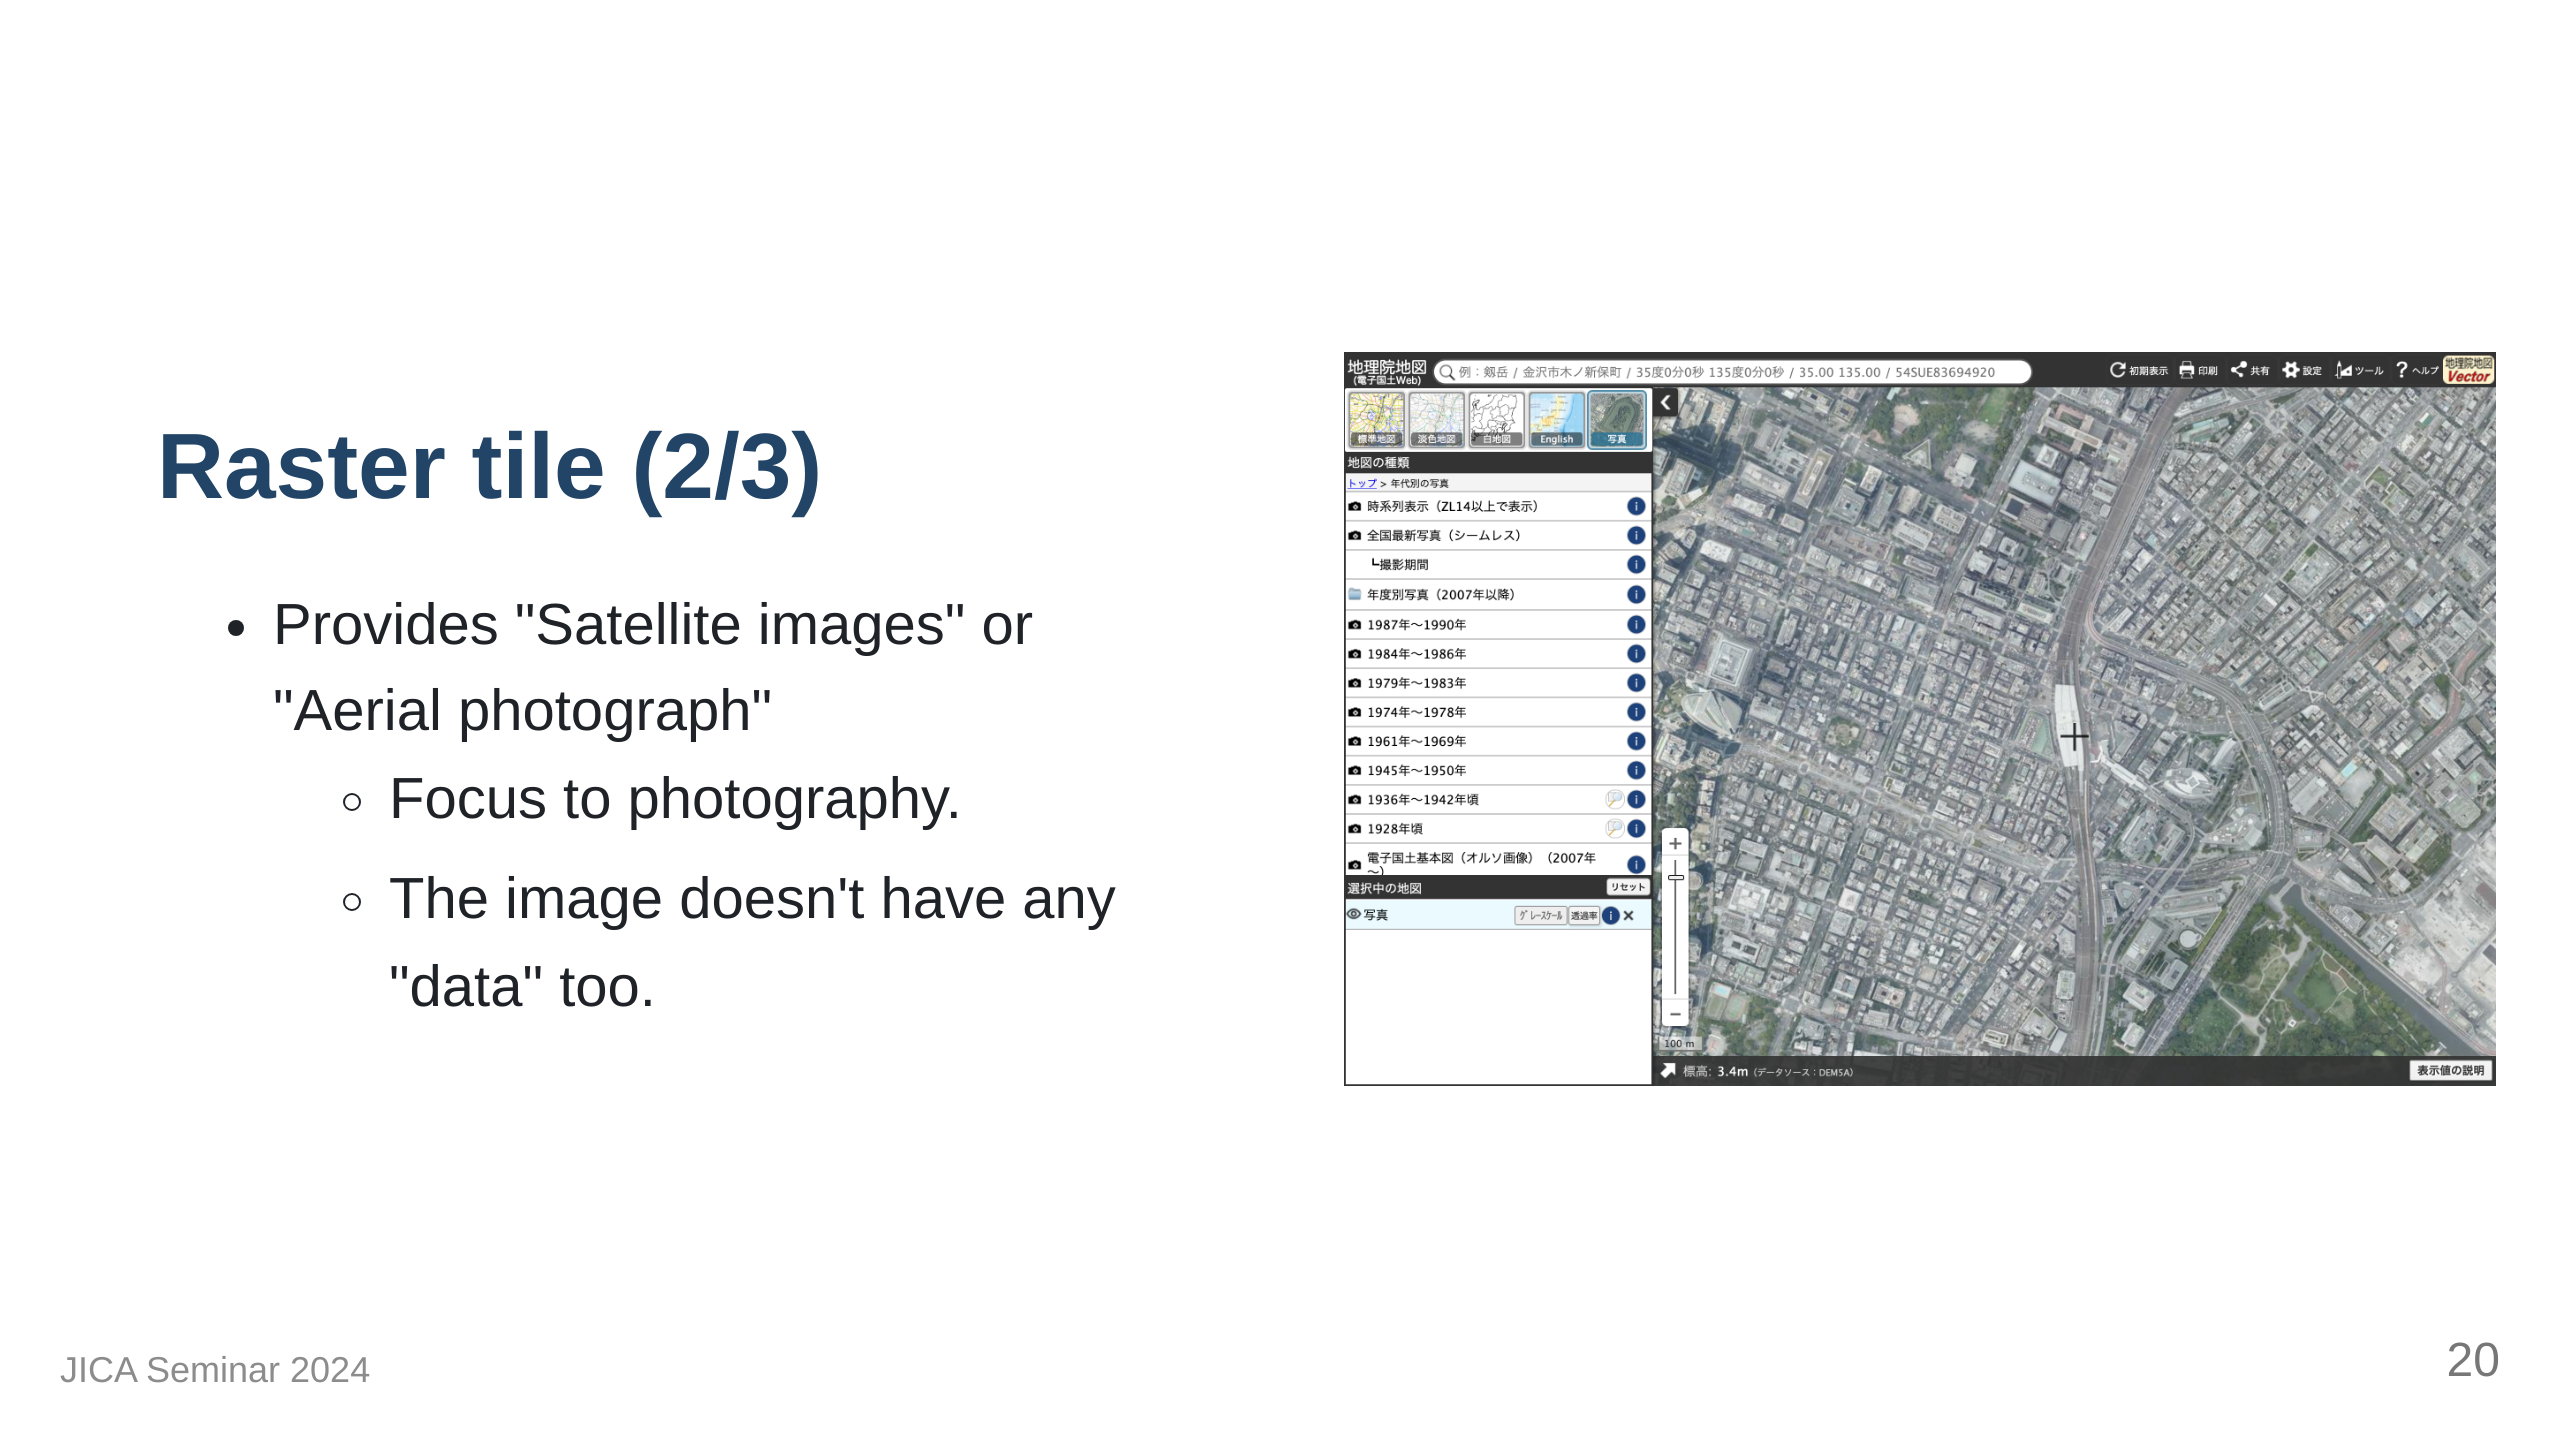 Raster tile (2/3)
Provides "Satellite images" or
"Aerial photograph"
Focus to photography.
The image doesn't have any
"data" too.
地理院地図
(電子国土Web)
例：剱岳 / 金沢市木ノ新保町 / 35度0分0秒 135度0分0秒 / 35.00 135.00 / 54SUE83694920
初期表示 印刷 共有 設定 ツール ヘルプ
地理院地図
Vector
標準地図 淡色地図 白地図 English 写真
地図の種類
トップ > 年代別の写真
時系列表示（ZL14以上で表示）
全国最新写真（シームレス）
┗撮影期間
年度別写真（2007年以降）
1987年～1990年
1984年～1986年
1979年～1983年
1974年～1978年
1961年～1969年
1945年～1950年
1936年～1942年頃
1928年頃
電子国土基本図（オルソ画像）（2007年
～）
選択中の地図 リセット
写真 ｸﾞﾚｰｽｹｰﾙ 透過率
100 m
標高: 3.4m (データソース：DEM5A)
表示値の説明
JICA Seminar 2024
20